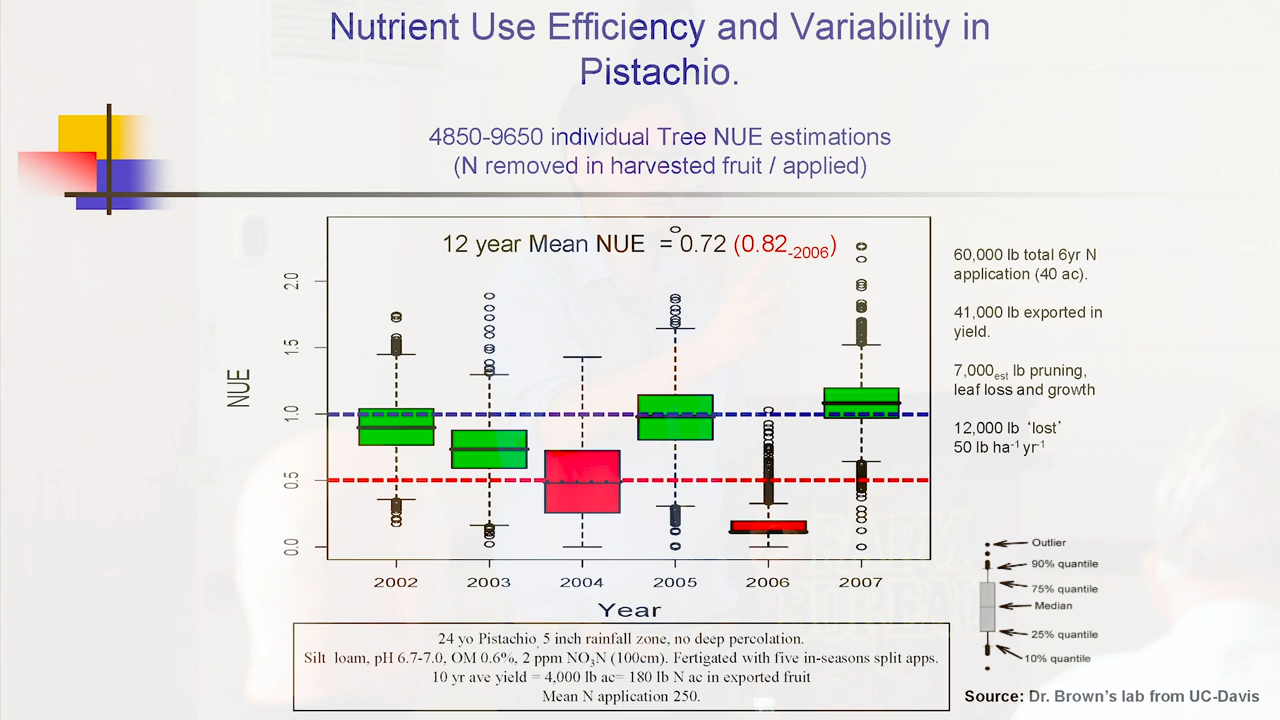 Nutrient Use Efficiency and Variability in
Pistachio.
4850-9650 individual Tree NUE estimations
(N removed in harvested fruit / applied)
12 year Mean NUE = 0.72 (0.82-2006)
2.0
1.5
1.0
0.5
0.0
NUE
2002 2003 2004 2005 2006 2007
Year
60,000 lb total 6yr N
application (40 ac).
41,000 lb exported in
yield.
7,000est lb pruning,
leaf loss and growth
12,000 lb ‘lost’
50 lb ha-1 yr-1
Outlier
90% quantile
75% quantile
Median
25% quantile
10% quantile
24 yo Pistachio 5 inch rainfall zone, no deep percolation.
Silt loam, pH 6.7-7.0, OM 0.6%, 2 ppm NO3N (100cm). Fertigated with five in-seasons split apps.
10 yr ave yield = 4,000 lb ac= 180 lb N ac in exported fruit
Mean N application 250.
Source: Dr. Brown’s lab from UC-Davis